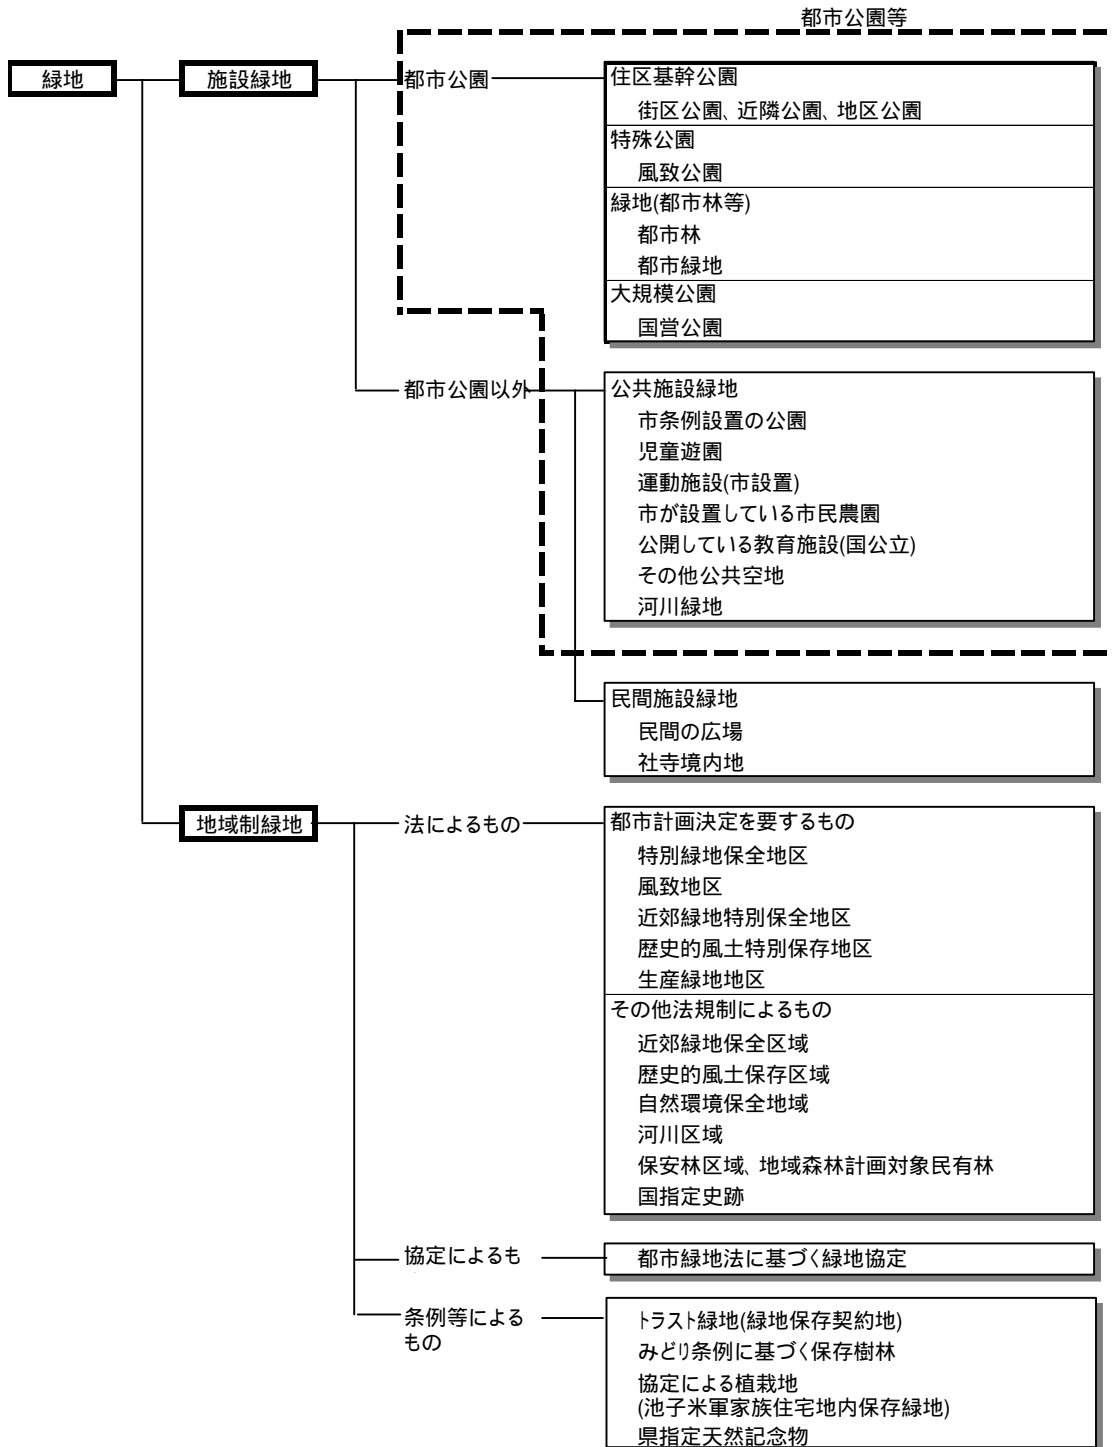 都市公園等
緑地
施設緑地
都市公園
住区基幹公園
街区公園、近隣公園、地区公園
特殊公園
風致公園
緑地(都市林等)
都市林
都市緑地
大規模公園
国営公園
都市公園以外
公共施設緑地
市条例設置の公園
児童遊園
運動施設(市設置)
市が設置している市民農園
公開している教育施設(国公立)
その他公共空地
河川緑地
民間施設緑地
民間の広場
社寺境内地
地域制緑地
法によるもの
都市計画決定を要するもの
特別緑地保全地区
風致地区
近郊緑地特別保全地区
歴史的風土特別保存地区
生産緑地地区
その他法規制によるもの
近郊緑地保全区域
歴史的風土保存区域
自然環境保全地域
河川区域
保安林区域、地域森林計画対象民有林
国指定史跡
協定によるも
都市緑地法に基づく緑地協定
条例等による
もの
トラスト緑地(緑地保存契約地)
みどり条例に基づく保存樹林
協定による植栽地
(池子米軍家族住宅地内保存緑地)
県指定天然記念物